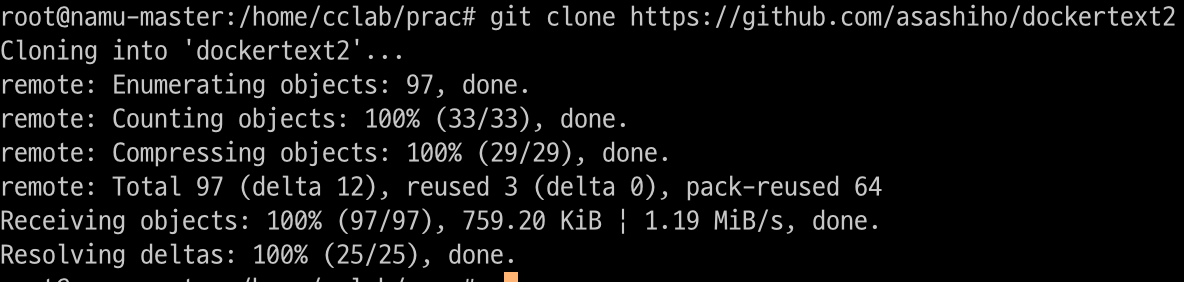 root@namu-master:/home/cclab/prac# git clone https://github.com/asashiho/dockertext2
Cloning into 'dockertext2'...
remote: Enumerating objects: 97, done.
remote: Counting objects: 100% (33/33), done.
remote: Compressing objects: 100% (29/29), done.
remote: Total 97 (delta 12), reused 3 (delta 0), pack-reused 64
Receiving objects: 100% (97/97), 759.20 KiB | 1.19 MiB/s, done.
Resolving deltas: 100% (25/25), done.